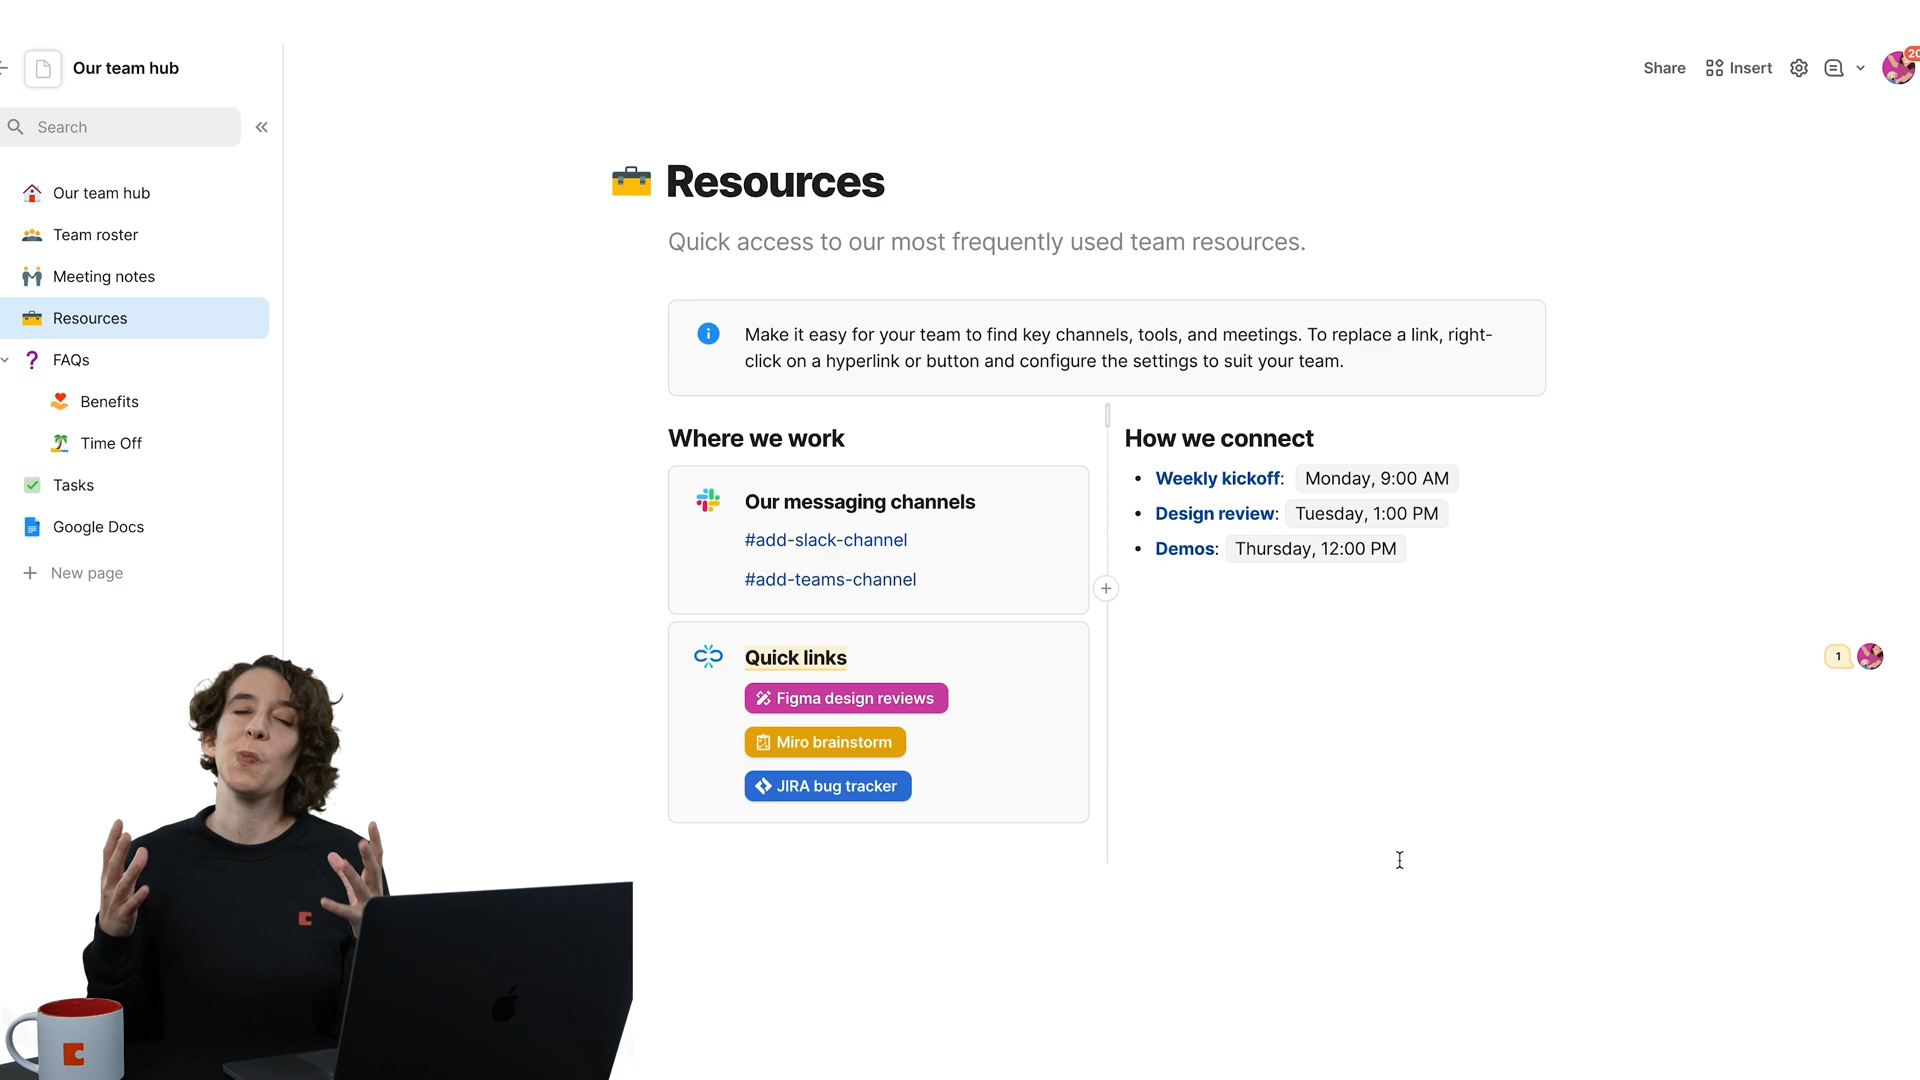 Our team hub
Share
Insert
20
Search
Our team hub
Team roster
Meeting notes
Resources
FAQs
Benefits
Time Off
Tasks
Google Docs
New page
Resources
Quick access to our most frequently used team resources.
Make it easy for your team to find key channels, tools, and meetings. To replace a link, right-
click on a hyperlink or button and configure the settings to suit your team.
Where we work
Our messaging channels
#add-slack-channel
#add-teams-channel
Quick links
Figma design reviews
Miro brainstorm
JIRA bug tracker
How we connect
• Weekly kickoff: Monday, 9:00 AM
• Design review: Tuesday, 1:00 PM
• Demos: Thursday, 12:00 PM
1